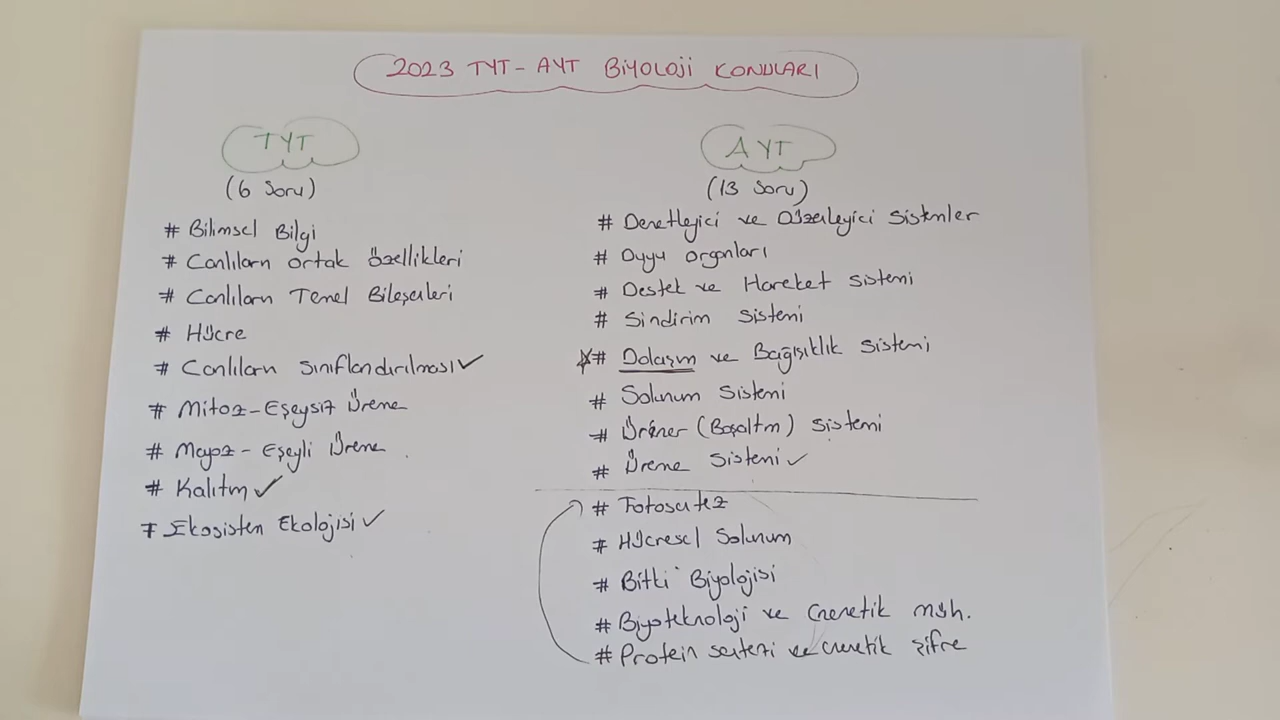 2023 TYT-AYT BİYOLOJİ KONULARI
TYT
(6 Soru)
# Bilimsel Bilgi
# Canlıların Ortak Özellikleri
# Canlıların Temel Bileşenleri
# Hücre
# Canlıların Sınıflandırılması ✓
# Mitoz-Eşeysiz Üreme
# Mayoz - Eşeyli Üreme
# Kalıtım ✓
# Ekosistem Ekolojisi ✓
AYT
(13 Soru)
# Denetleyici ve Düzenleyici Sistemler
# Duyu Organları
# Destek ve Hareket Sistemi
# Sindirim Sistemi
☆# Dolaşım ve Bağışıklık Sistemi
# Solunum Sistemi
# Üriner (Boşaltım) Sistemi
# Üreme Sistemi ✓
# Fotosentez
# Hücresel Solunum
# Bitki Biyolojisi
# Biyoteknoloji ve Genetik müh.
# Protein sentezi ve Genetik şifre